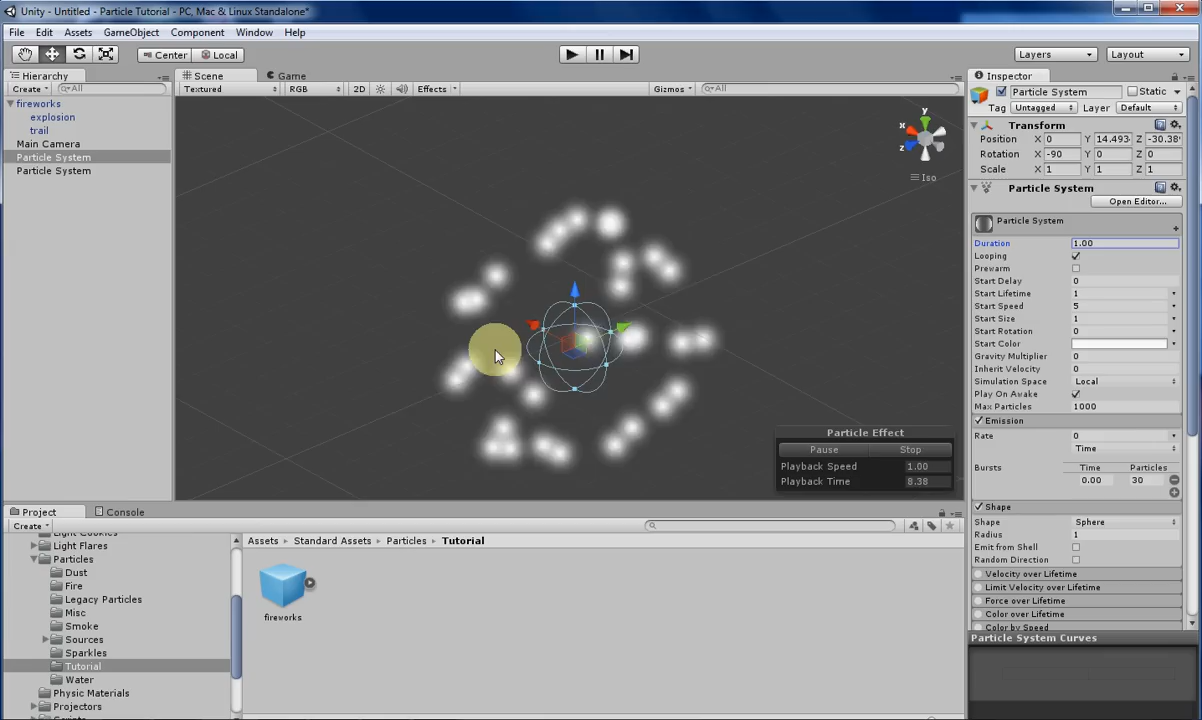 Unity - Untitled - Particle Tutorial - PC, Mac & Linux Standalone*
File Edit Assets GameObject Component Window Help
Center Local Layers Layout
Hierarchy
Create All
fireworks
explosion
trail
Main Camera
Particle System
Particle System
Scene Game
Textured RGB 2D Effects Gizmos All
y
x
z
Iso
Particle Effect
Pause Stop
Playback Speed 1.00
Playback Time 8.38
Inspector
Particle System Static
Tag Untagged Layer Default
Transform
Position X 0 Y 14.493 Z -30.38
Rotation X -90 Y 0 Z 0
Scale X 1 Y 1 Z 1
Particle System
Open Editor...
Particle System
Duration 1.00
Looping
Prewarm
Start Delay 0
Start Lifetime 1
Start Speed 5
Start Size 1
Start Rotation 0
Start Color
Gravity Multiplier 0
Inherit Velocity 0
Simulation Space Local
Play On Awake
Max Particles 1000
Emission
Rate 0
Time
Bursts Time Particles
0.00 30
Shape
Shape Sphere
Radius 1
Emit from Shell
Random Direction
Velocity over Lifetime
Limit Velocity over Lifetime
Force over Lifetime
Color over Lifetime
Color by Speed
Particle System Curves
Project Console
Create
Light Cookies
Light Flares
Particles
Dust
Fire
Legacy Particles
Misc
Smoke
Sources
Sparkles
Tutorial
Water
Physic Materials
Projectors
Assets Standard Assets Particles Tutorial
fireworks